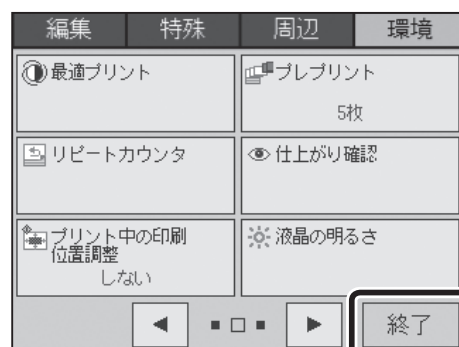 編集 特殊 周辺 環境
最適プリント プレプリント
5枚
リピートカウンタ 仕上がり確認
プリント中の印刷 液晶の明るさ
位置調整
しない
終了